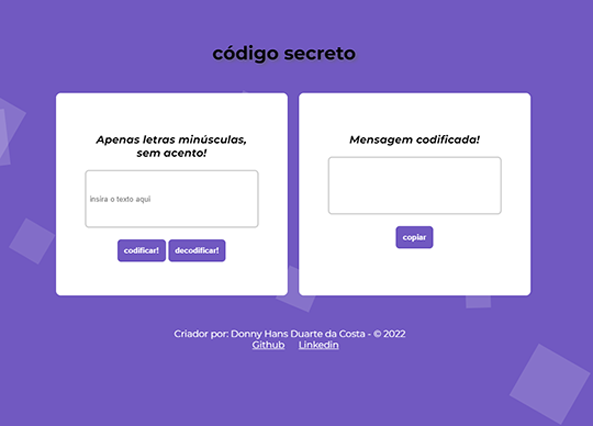 código secreto
Apenas letras minúsculas,
sem acento!
insira o texto aqui
codificar! decodificar!
Mensagem codificada!
copiar
Criador por: Donny Hans Duarte da Costa - © 2022
Github Linkedin